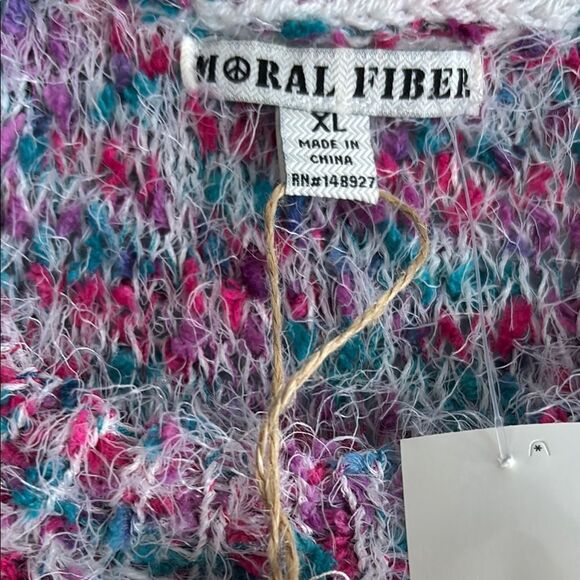 M☮RAL FIBER
XL
MADE IN
CHINA
RN#148927
*